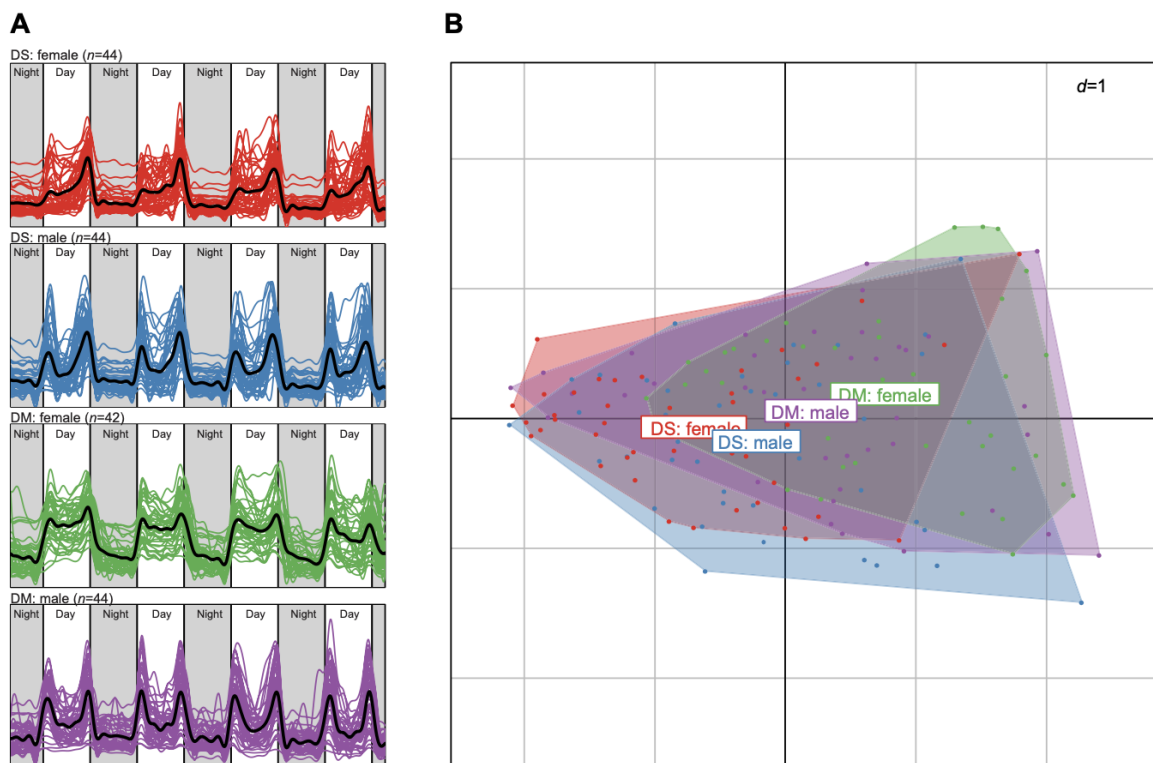 A
DS: female (n=44)
Night Day Night Day Night Day Night Day
DS: male (n=44)
Night Day Night Day Night Day Night Day
DM: female (n=42)
Night Day Night Day Night Day Night Day
DM: male (n=44)
Night Day Night Day Night Day Night Day
B
d=1
DM: female
DM: male
DS: female
DS: male